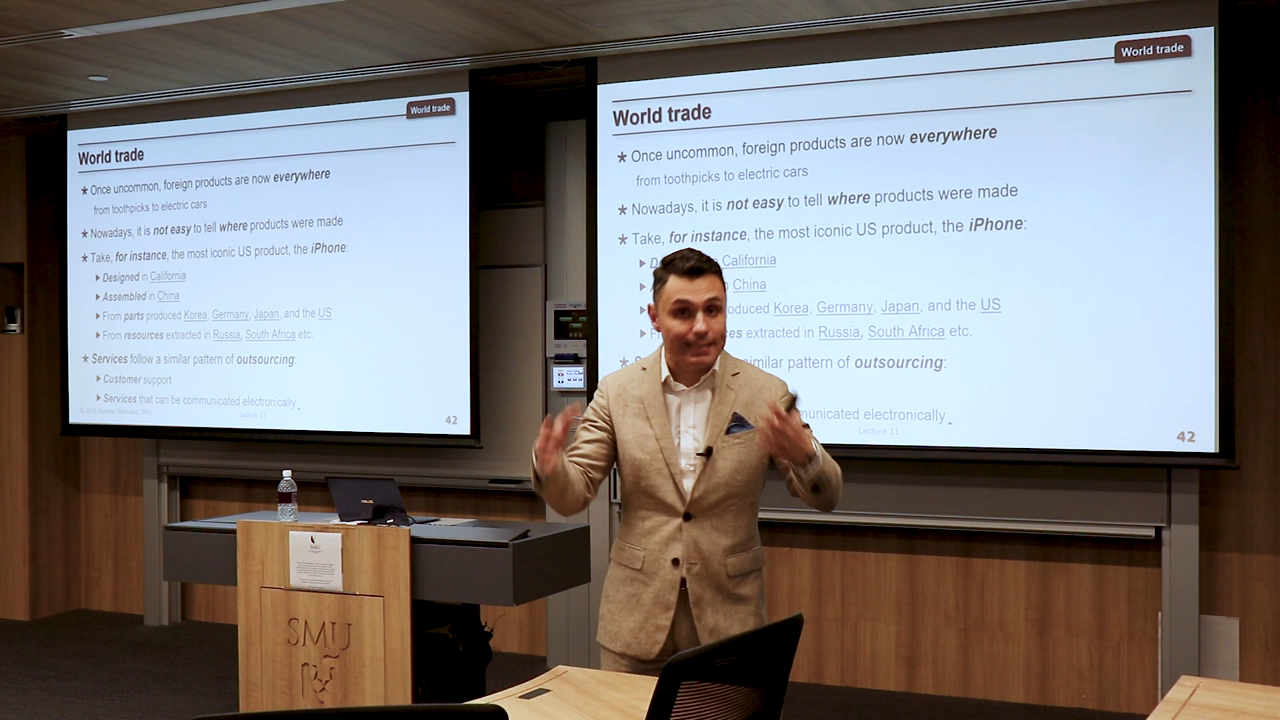 World trade
World trade
★ Once uncommon, foreign products are now everywhere
from toothpicks to electric cars
★ Nowadays, it is not easy to tell where products were made
★ Take, for instance, the most iconic US product, the iPhone:
Designed in California
Assembled in China
From parts produced Korea, Germany, Japan, and the US
From resources extracted in Russia, South Africa etc.
★ Services follow a similar pattern of outsourcing:
Customer support
Services that can be communicated electronically
Lecture 11
42
World trade
World trade
★ Once uncommon, foreign products are now everywhere
from toothpicks to electric cars
★ Nowadays, it is not easy to tell where products were made
★ Take, for instance, the most iconic US product, the iPhone:
California
China
extracted in Russia, South Africa etc.
Korea, Germany, Japan, and the US
similar pattern of outsourcing:
electronically
Lecture 11
42
SMU